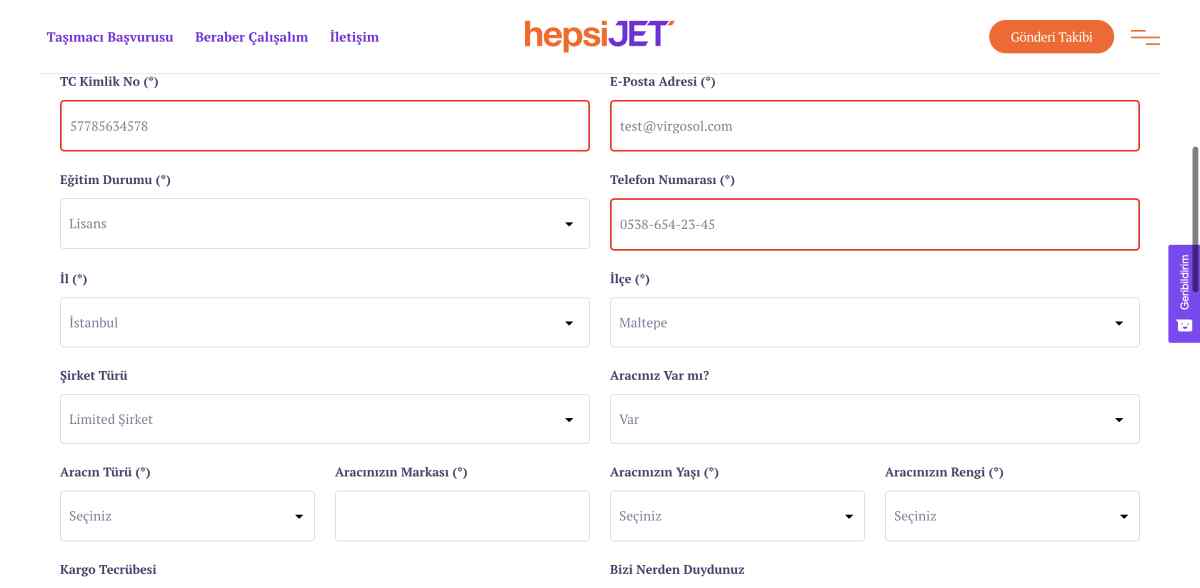 Taşımacı Başvurusu Beraber Çalışalım İletişim hepsiJET Gönderi Takibi
TC Kimlik No (*) E-Posta Adresi (*)
57785634578 test@virgosol.com
Eğitim Durumu (*) Telefon Numarası (*)
Lisans 0538-654-23-45
Geribildirim
İl (*) İlçe (*)
İstanbul Maltepe
Şirket Türü Aracınız Var mı?
Limited Şirket Var
Aracın Türü (*) Aracınızın Markası (*) Aracınızın Yaşı (*) Aracınızın Rengi (*)
Seçiniz Seçiniz Seçiniz
Kargo Tecrübesi Bizi Nerden Duydunuz